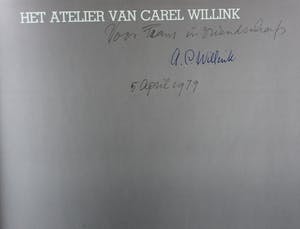 HET ATELIER VAN CAREL WILLINK
Voor Frans in vriendschap
A.C Willink
5 April 1979